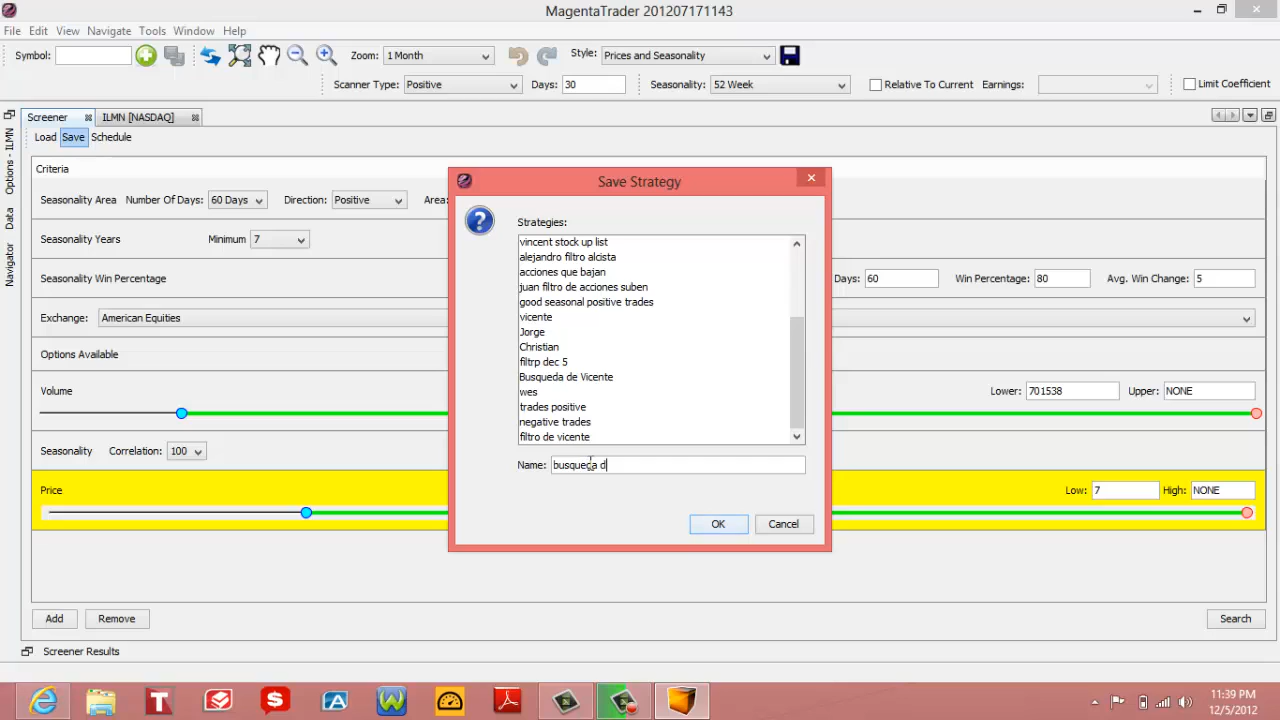 MagentaTrader 201207171143
File Edit View Navigate Tools Window Help
Symbol: Zoom: 1 Month Style: Prices and Seasonality
Scanner Type: Positive Days: 30 Seasonality: 52 Week Relative To Current Earnings: Limit Coefficient
Screener ILMN [NASDAQ]
Load Save Schedule
Options - ILMN
Data
Navigator
Criteria
Seasonality Area Number Of Days: 60 Days Direction: Positive Area:
Seasonality Years Minimum 7
Seasonality Win Percentage Days: 60 Win Percentage: 80 Avg. Win Change: 5
Exchange: American Equities
Options Available
Volume Lower: 701538 Upper: NONE
Seasonality Correlation: 100
Price Low: 7 High: NONE
Save Strategy
Strategies:
vincent stock up list
alejandro filtro alcista
acciones que bajan
juan filtro de acciones suben
good seasonal positive trades
vicente
Jorge
Christian
filtrp dec 5
Busqueda de Vicente
wes
trades positive
negative trades
filtro de vicente
Name: busqueda d
OK Cancel
Add Remove Search
Screener Results
11:39 PM
12/5/2012